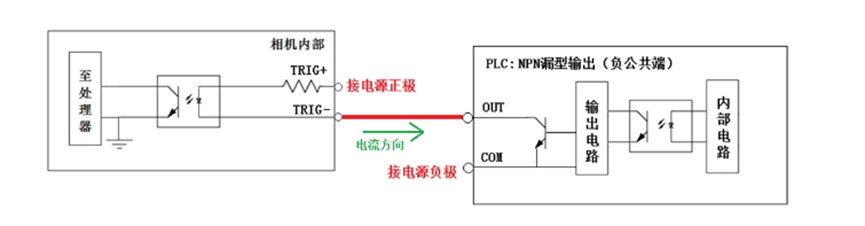 相机内部
至处理器
TRIG+
接电源正极
TRIG-
电流方向
PLC:NPN漏型输出（负公共端）
OUT
COM
接电源负极
输出电路
内部电路